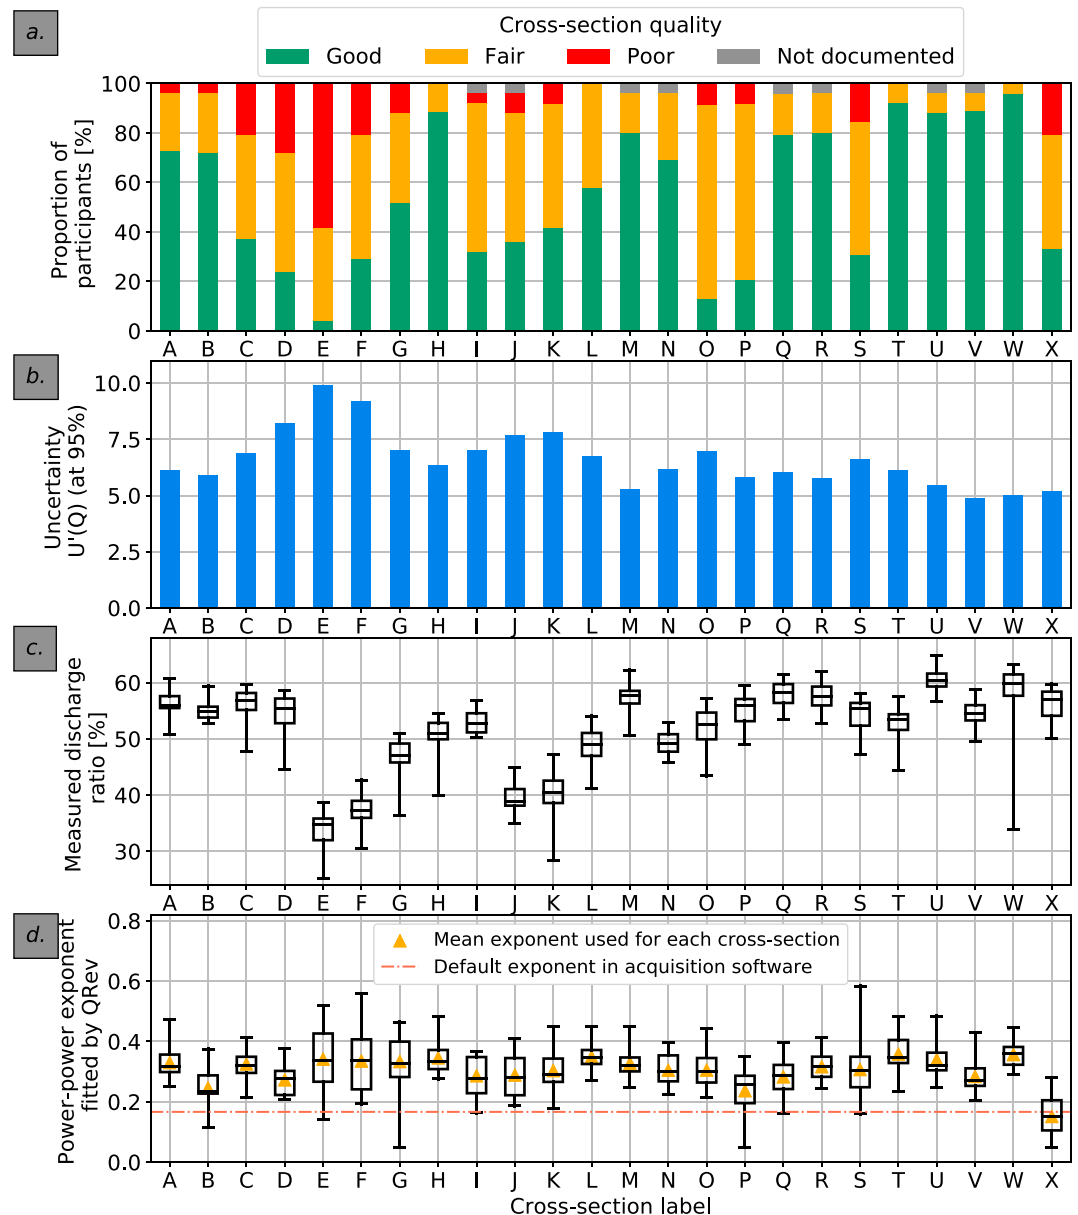 a.
Cross-section quality
Good Fair Poor Not documented
Proportion of
participants [%]
100
80
60
40
20
0
A B C D E F G H I J K L M N O P Q R S T U V W X
b.
Uncertainty
U'(Q) (at 95%)
10.0
7.5
5.0
2.5
0.0
A B C D E F G H I J K L M N O P Q R S T U V W X
c.
Measured discharge
ratio [%]
60
50
40
30
A B C D E F G H I J K L M N O P Q R S T U V W X
d.
Power-power exponent
fitted by QRev
0.8
0.6
0.4
0.2
0.0
Mean exponent used for each cross-section
Default exponent in acquisition software
A B C D E F G H I J K L M N O P Q R S T U V W X
Cross-section label